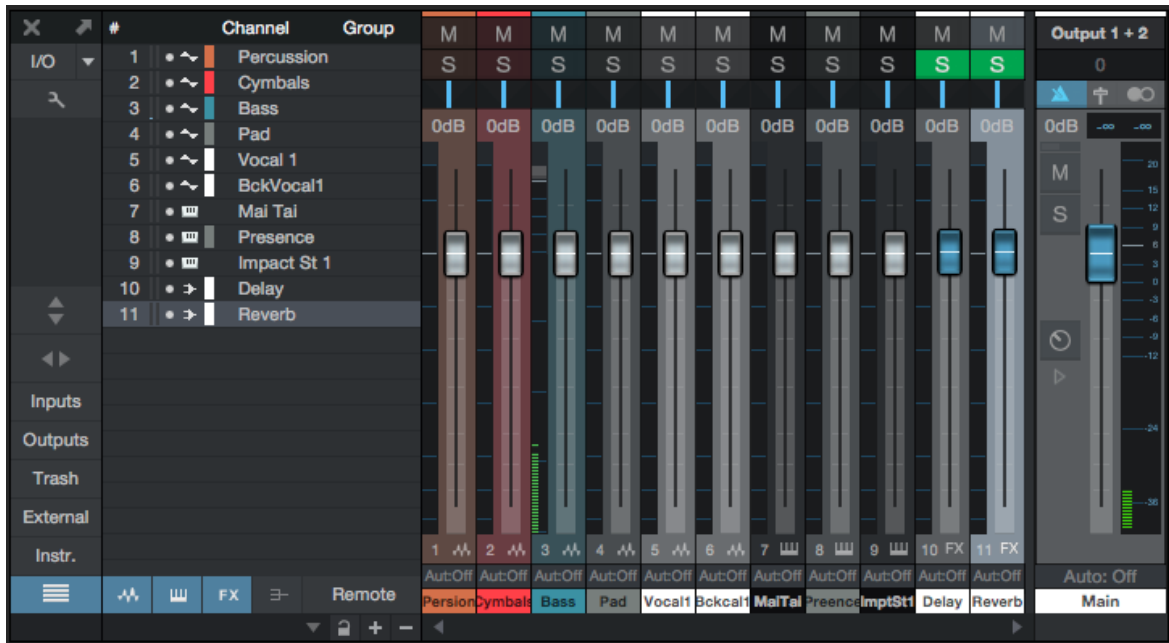 # Channel Group M M M M M M M M M M M Output 1 + 2
I/O 1 Percussion S S S S S S S S S S S 0
2 Cymbals
3 Bass
4 Pad 0dB 0dB 0dB 0dB 0dB 0dB 0dB 0dB 0dB 0dB 0dB 0dB -∞ -∞
5 Vocal 1 20
6 BckVocal1 M 15
7 Mai Tai 12
8 Presence S 9
6
9 Impact St 1 3
10 Delay 0
-3
11 Reverb -6
-9
-12
Inputs
Outputs -24
Trash
External -36
Instr. 1 2 3 4 5 6 7 8 9 10 FX 11 FX
Aut:Off Aut:Off Aut:Off Aut:Off Aut:Off Aut:Off Aut:Off Aut:Off Aut:Off Aut:Off Aut:Off Auto: Off
FX Remote Persion Cymbals Bass Pad Vocal1 Bckcal1 MaiTai Preence ImptSt1 Delay Reverb Main